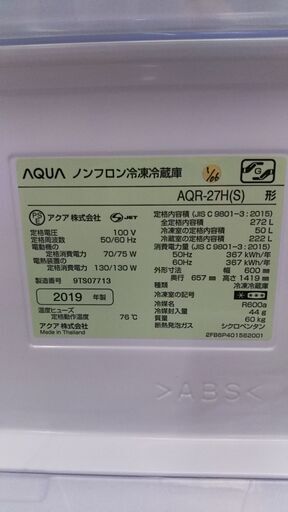 AQUA ノンフロン冷凍冷蔵庫
1/06
AQR-27H(S) 形
PSE アクア 株式会社 JET
定格電圧 100 V
定格周波数 50/60 Hz
電動機の
定格消費電力 70/75 W
電熱装置の
定格消費電力 130/130 W
製造番号 9TS07713
2019 年製
温度ヒューズ
定格動作温度 76℃
アクア 株式会社
Made in Thailand
定格内容積 (JIS C 9801-3 : 2015)
全定格内容積 272 L
冷凍室の定格内容積 50 L
冷蔵室の定格内容積 222 L
消費電力量 (JIS C 9801-3 : 2015)
50Hz 367 kWh/年
60Hz 367 kWh/年
外形寸法 幅 600 mm
奥行 657 mm 高さ 1419 mm
種類 冷凍冷蔵庫
冷凍室の記号
冷媒名 R600a
冷媒封入量 44 g
質量 60 kg
断熱発泡ガス シクロペンタン
2FB6P401582001
>ABS<